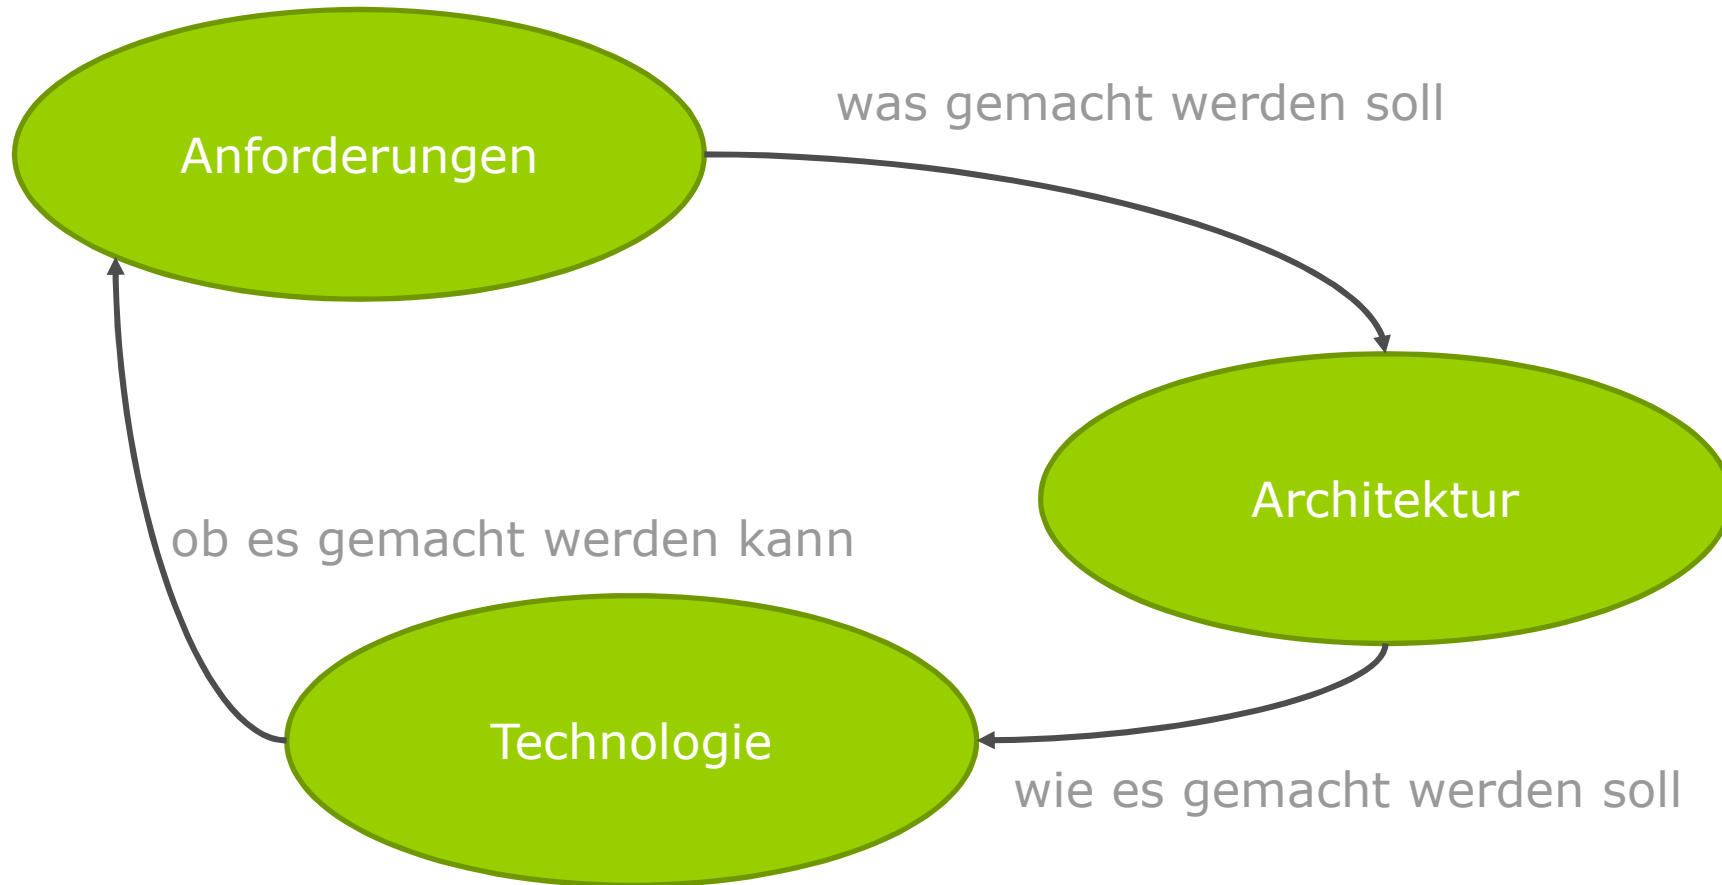 was gemacht werden soll
Anforderungen
Architektur
ob es gemacht werden kann
Technologie
wie es gemacht werden soll